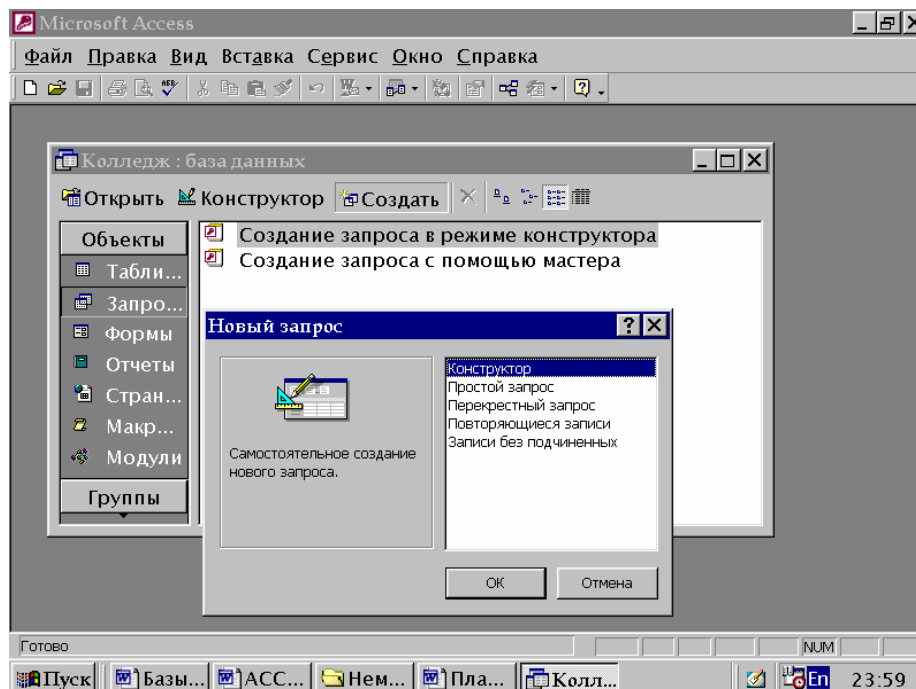 Microsoft Access
Файл Правка Вид Вставка Сервис Окно Справка
Колледж : база данных
Открыть Конструктор Создать
Объекты
Табли...
Запро...
Формы
Отчеты
Стран...
Макр...
Модули
Группы
Создание запроса в режиме конструктора
Создание запроса с помощью мастера
Новый запрос
Самостоятельное создание
нового запроса.
Конструктор
Простой запрос
Перекрестный запрос
Повторяющиеся записи
Записи без подчиненных
ОК Отмена
Готово NUM
Пуск Базы... ACC... Нем... Пла... Колл... En 23:59